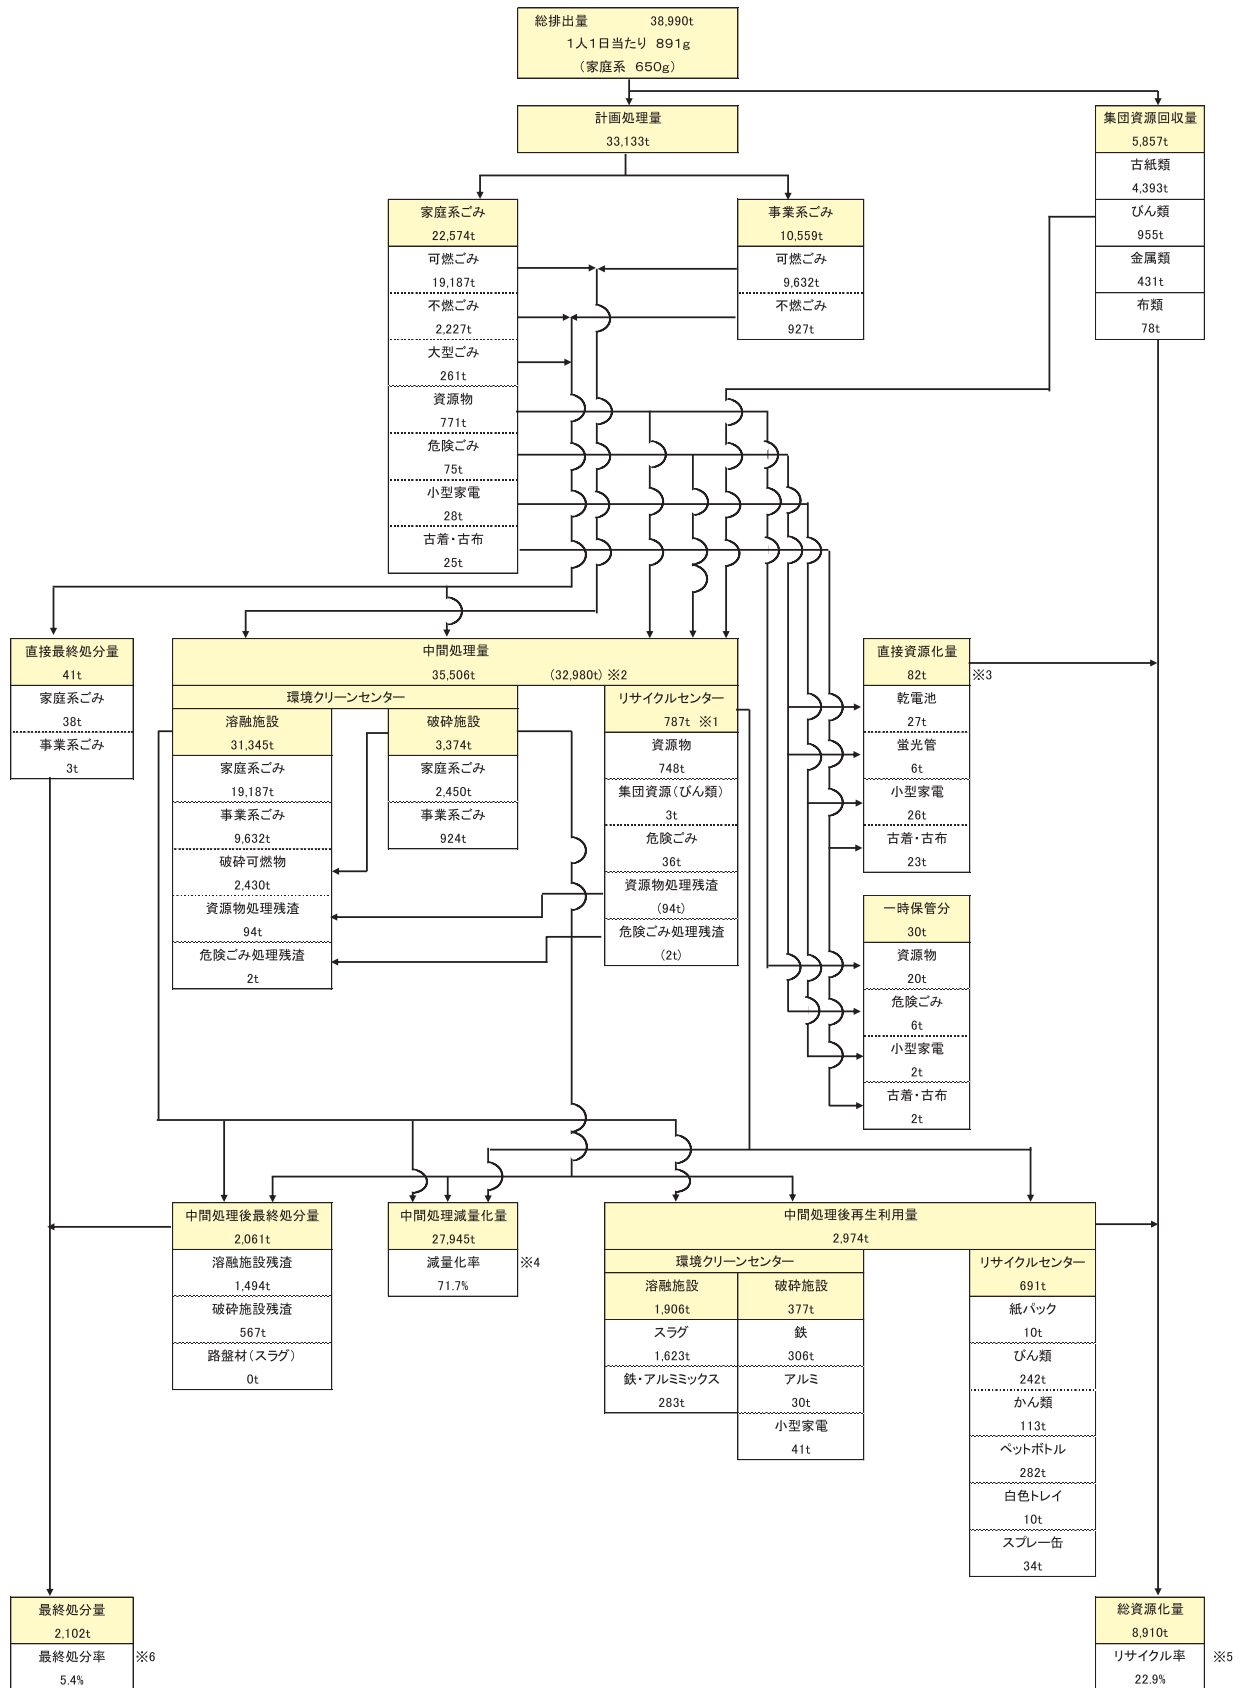 総排出量 38,990t
1人1日当たり 891g
（家庭系 650g）
計画処理量
33,133t
集団資源回収量
5,857t
古紙類
4,393t
びん類
955t
金属類
431t
布類
78t
家庭系ごみ
22,574t
可燃ごみ
19,187t
不燃ごみ
2,227t
大型ごみ
261t
資源物
771t
危険ごみ
75t
小型家電
28t
古着・古布
25t
事業系ごみ
10,559t
可燃ごみ
9,632t
不燃ごみ
927t
直接最終処分量
41t
家庭系ごみ
38t
事業系ごみ
3t
中間処理量
35,506t (32,980t) ※2
環境クリーンセンター
溶融施設
31,345t
家庭系ごみ
19,187t
事業系ごみ
9,632t
破砕可燃物
2,430t
資源物処理残渣
94t
危険ごみ処理残渣
2t
破砕施設
3,374t
家庭系ごみ
2,450t
事業系ごみ
924t
リサイクルセンター
787t ※1
資源物
748t
集団資源（びん類）
3t
危険ごみ
36t
資源物処理残渣
(94t)
危険ごみ処理残渣
(2t)
直接資源化量
82t ※3
乾電池
27t
蛍光管
6t
小型家電
26t
古着・古布
23t
一時保管分
30t
資源物
20t
危険ごみ
6t
小型家電
2t
古着・古布
2t
中間処理後最終処分量
2,061t
溶融施設残渣
1,494t
破砕施設残渣
567t
路盤材（スラグ）
0t
中間処理減量化量
27,945t
減量化率 ※4
71.7%
中間処理後再生利用量
2,974t
環境クリーンセンター
溶融施設
1,906t
スラグ
1,623t
鉄・アルミミックス
283t
破砕施設
377t
鉄
306t
アルミ
30t
小型家電
41t
リサイクルセンター
691t
紙パック
10t
びん類
242t
かん類
113t
ペットボトル
282t
白色トレイ
10t
スプレー缶
34t
最終処分量
2,102t
最終処分率 ※6
5.4%
総資源化量
8,910t
リサイクル率 ※5
22.9%